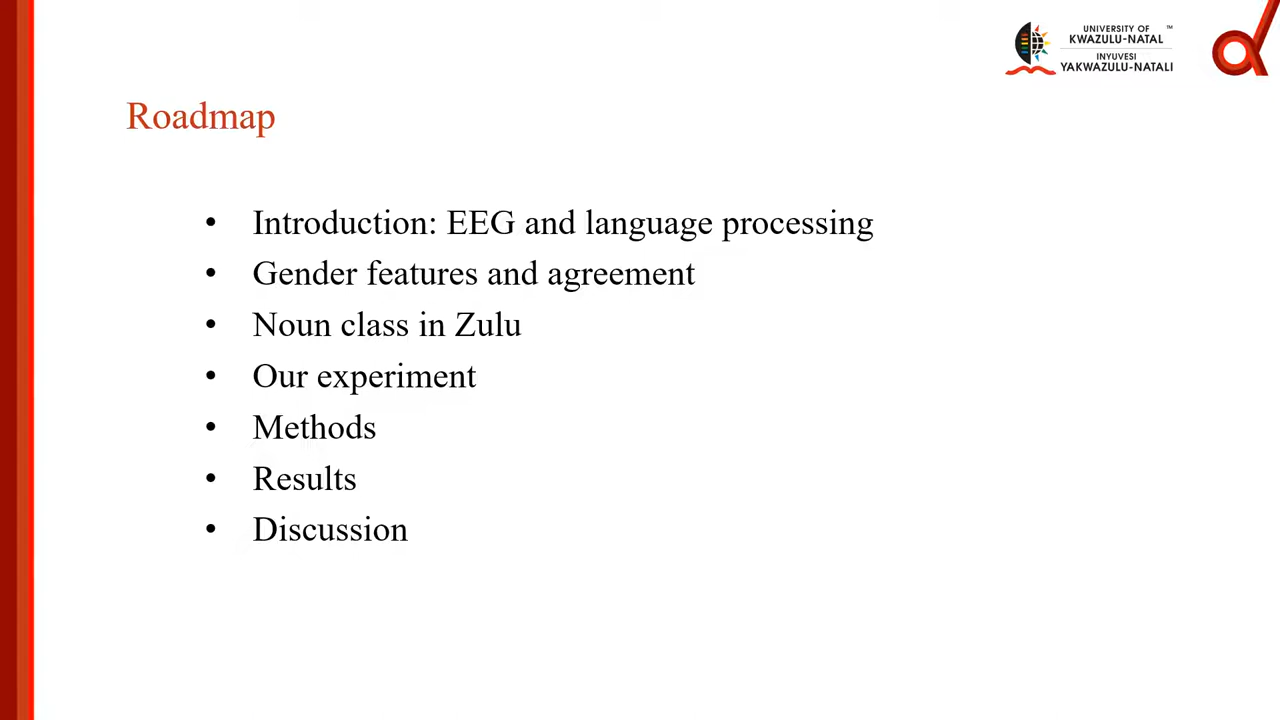 UNIVERSITY OF ™
KWAZULU-NATAL
INYUVESI
YAKWAZULU-NATALI
Roadmap
• Introduction: EEG and language processing
• Gender features and agreement
• Noun class in Zulu
• Our experiment
• Methods
• Results
• Discussion